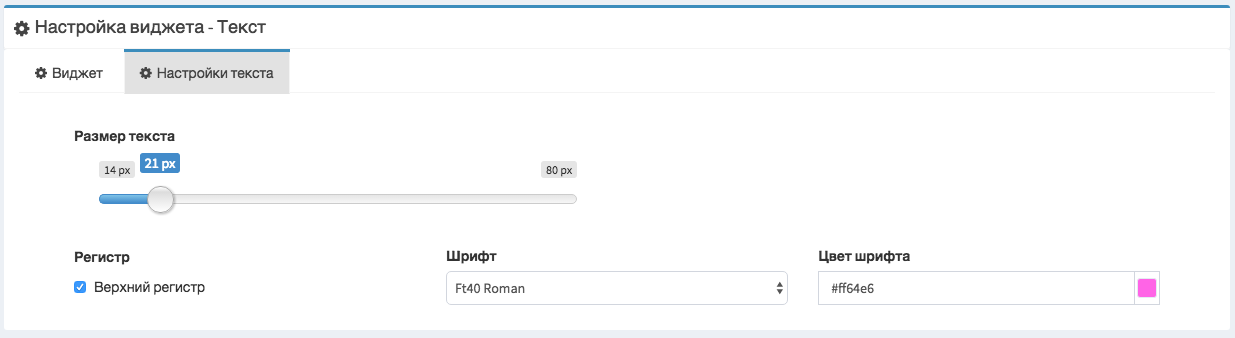 Настройка виджета - Текст
Виджет
Настройки текста
Размер текста
14 px
21 px
80 px
Регистр
Верхний регистр
Шрифт
Ft40 Roman
Цвет шрифта
#ff64e6